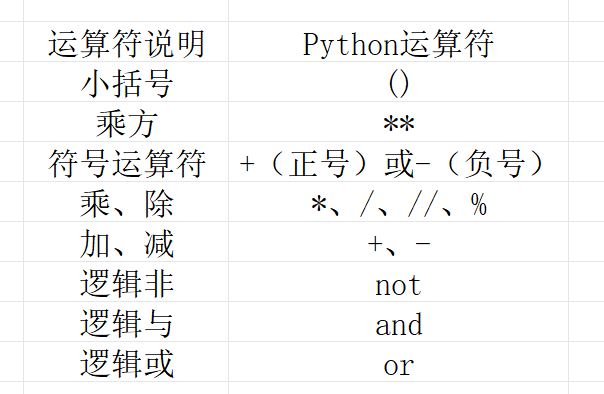 运算符说明 Python运算符
小括号 ()
乘方 **
符号运算符 +（正号）或-（负号）
乘、除 *、/、//、%
加、减 +、-
逻辑非 not
逻辑与 and
逻辑或 or